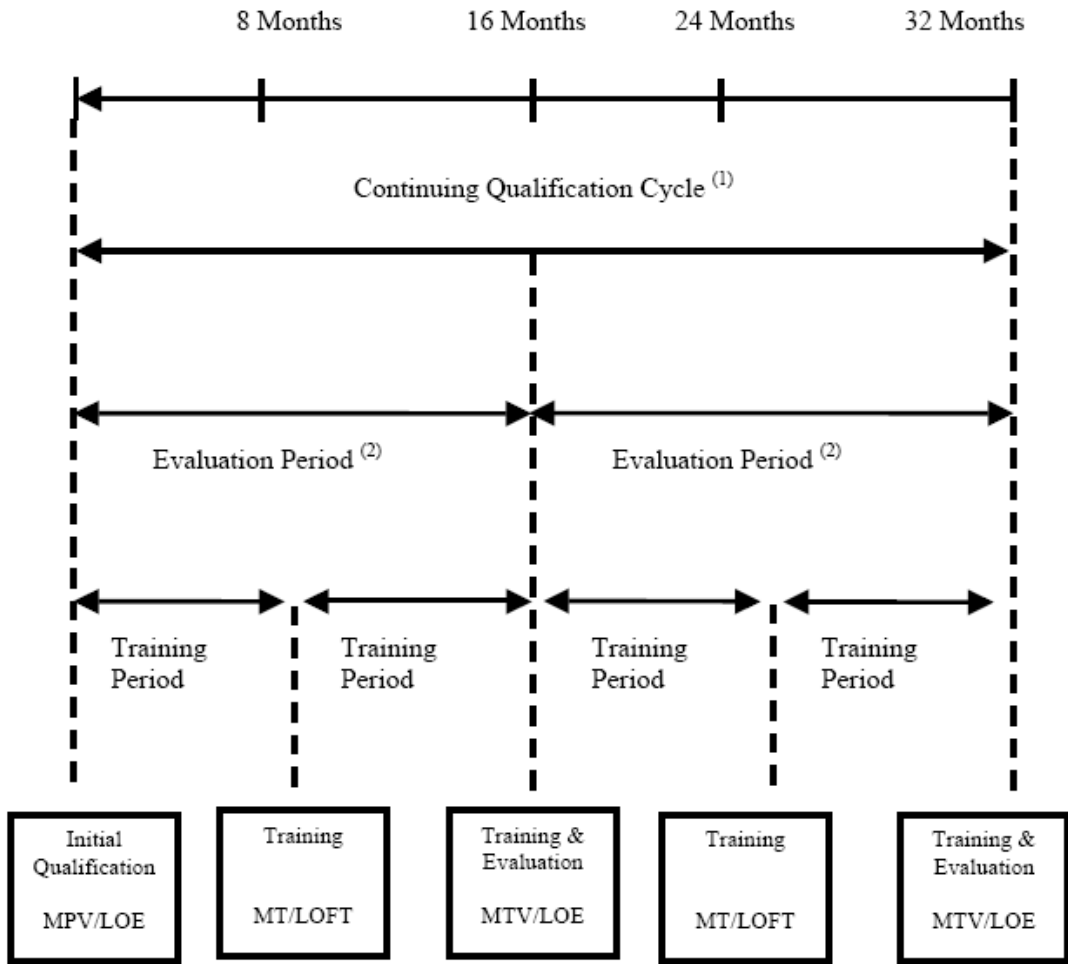 8 Months 16 Months 24 Months 32 Months
Continuing Qualification Cycle (1)
Evaluation Period (2)
Evaluation Period (2)
Training
Period
Training
Period
Training
Period
Training
Period
Initial
Qualification
MPV/LOE
Training
MT/LOFT
Training &
Evaluation
MTV/LOE
Training
MT/LOFT
Training &
Evaluation
MTV/LOE